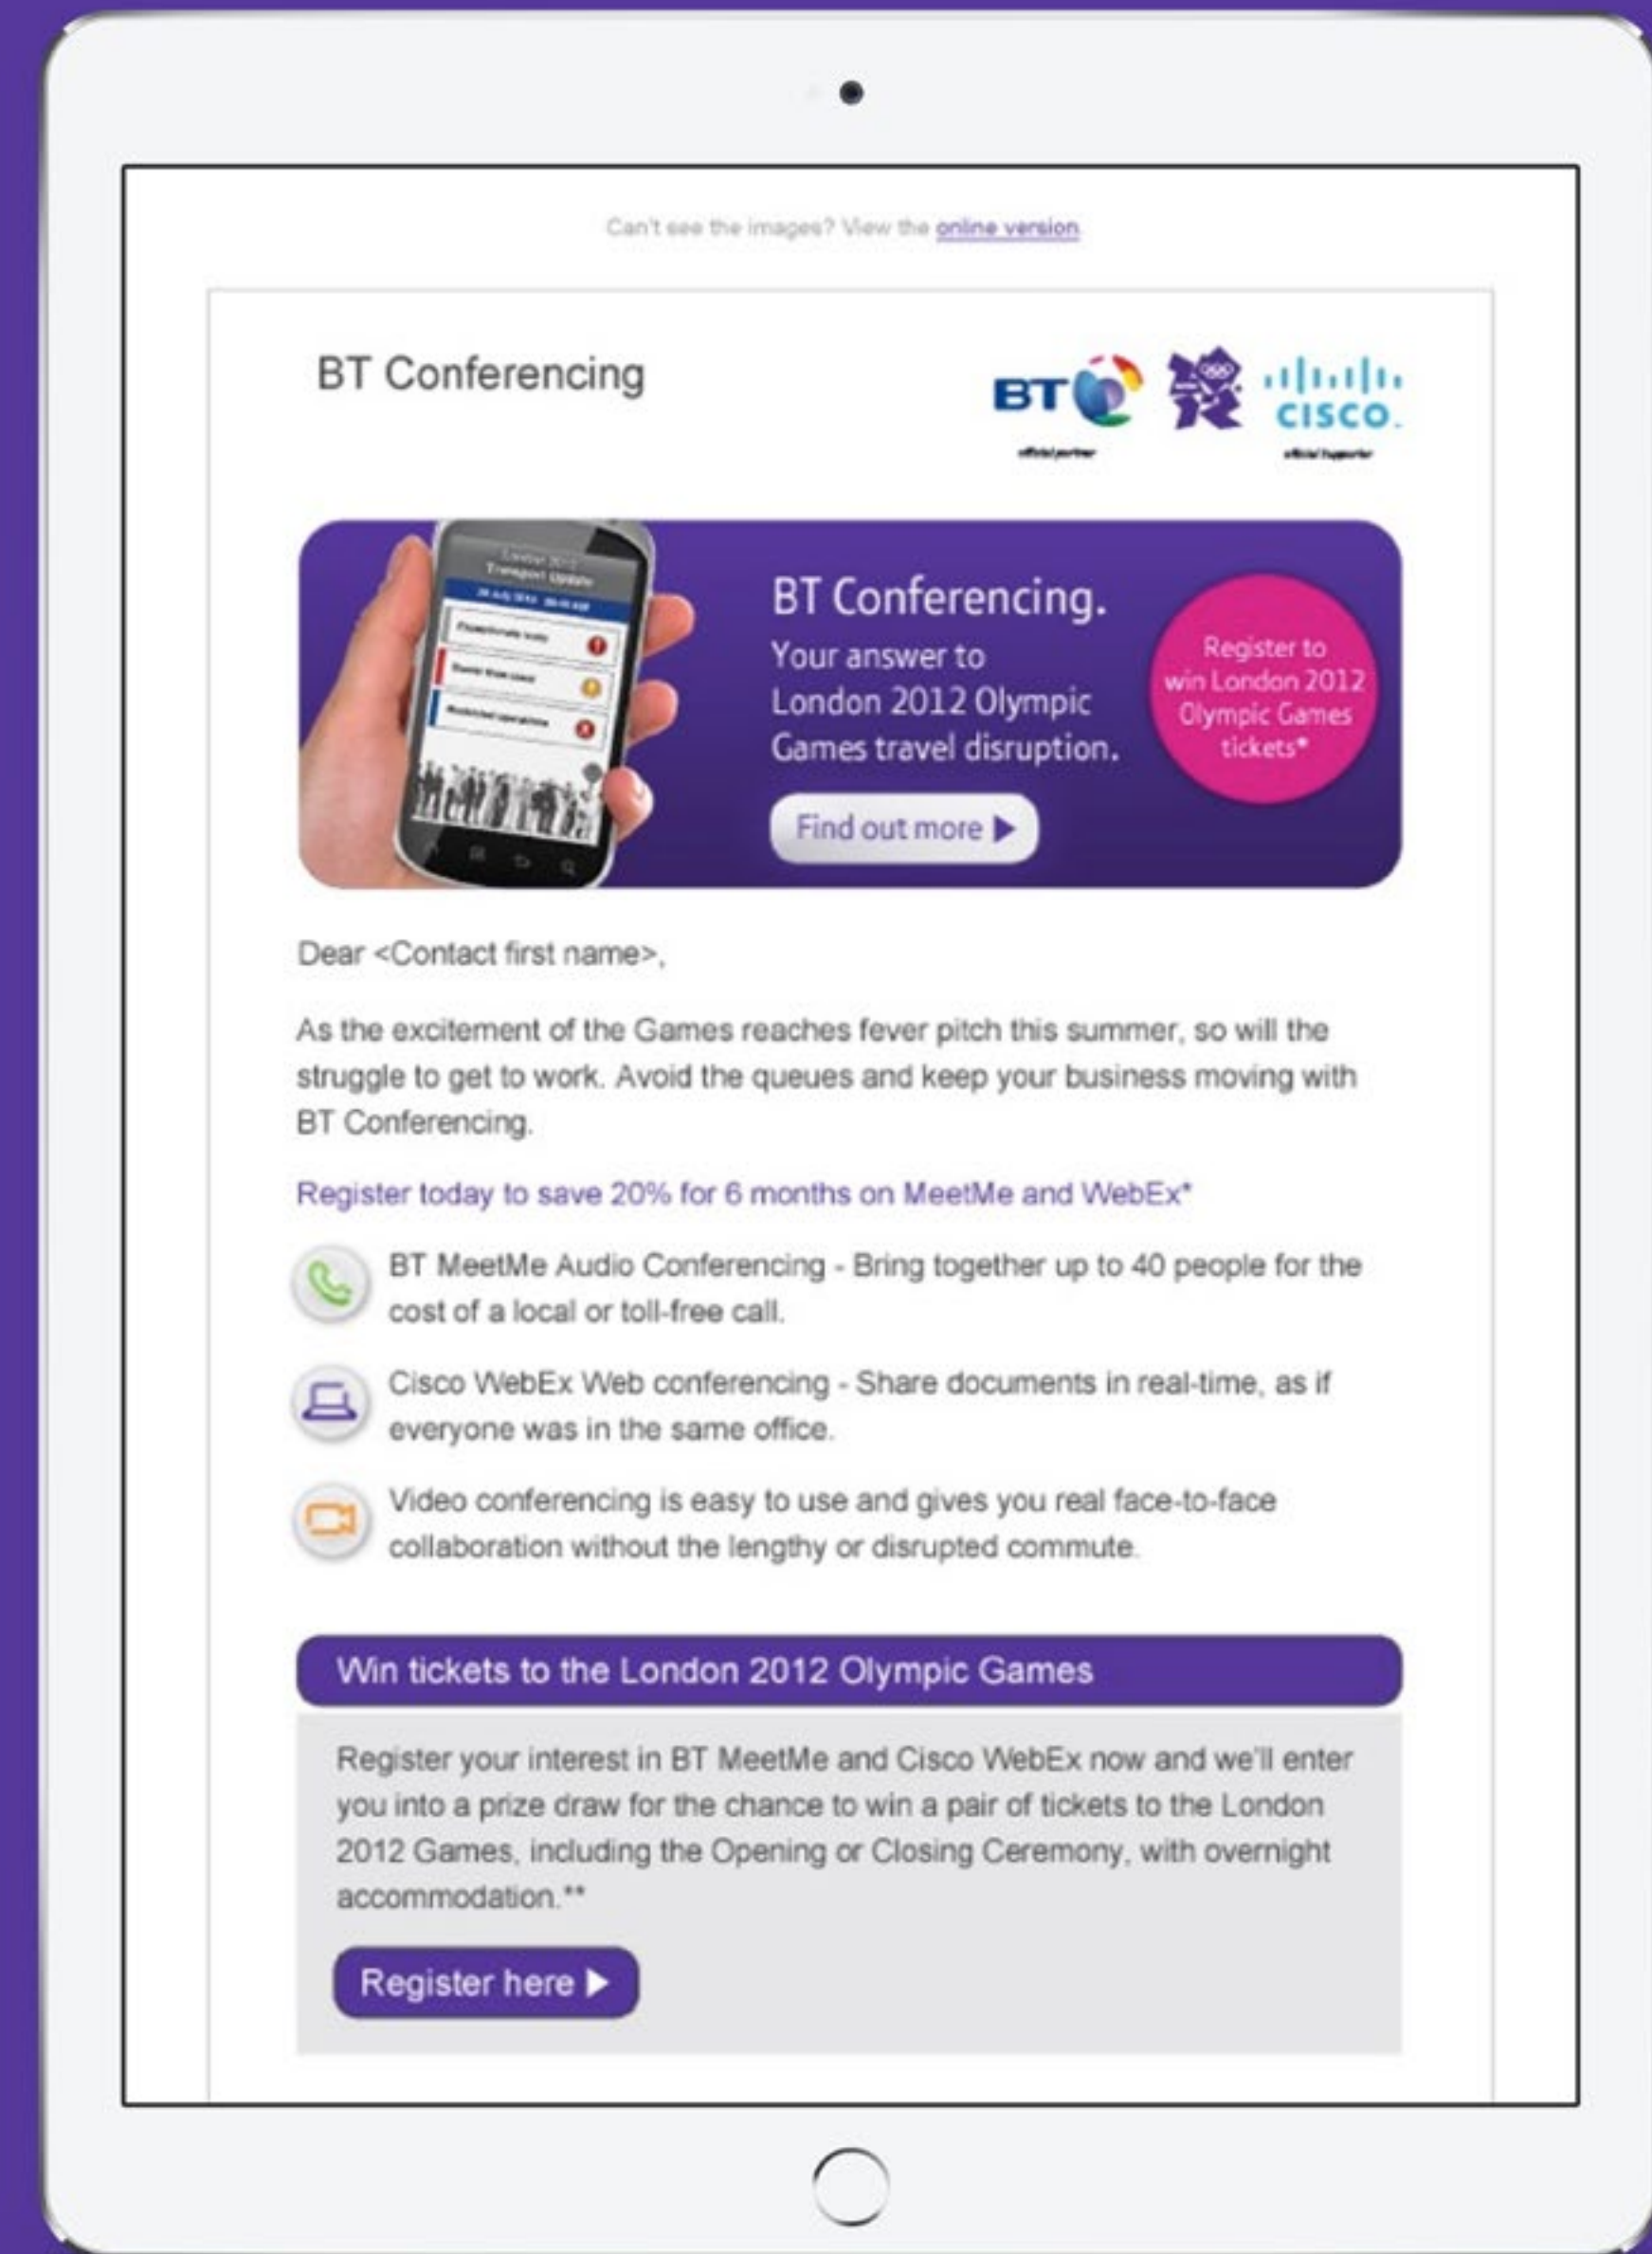 Can't see the images? View the online version.
BT Conferencing
BT
CISCO.
official partner
official supporter
London 2012
Transport Update
BT Conferencing.
Your answer to
London 2012 Olympic
Games travel disruption.
Find out more
Register to
win London 2012
Olympic Games
tickets*
Dear <Contact first name>,
As the excitement of the Games reaches fever pitch this summer, so will the
struggle to get to work. Avoid the queues and keep your business moving with
BT Conferencing.
Register today to save 20% for 6 months on MeetMe and WebEx*
BT MeetMe Audio Conferencing - Bring together up to 40 people for the
cost of a local or toll-free call.
Cisco WebEx Web conferencing - Share documents in real-time, as if
everyone was in the same office.
Video conferencing is easy to use and gives you real face-to-face
collaboration without the lengthy or disrupted commute.
Win tickets to the London 2012 Olympic Games
Register your interest in BT MeetMe and Cisco WebEx now and we'll enter
you into a prize draw for the chance to win a pair of tickets to the London
2012 Games, including the Opening or Closing Ceremony, with overnight
accommodation.**
Register here